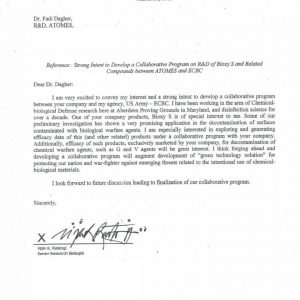 Dr. Fadl Dagher,
R&D, ATOMES,
Reference: Strong Intent to Develop a Collaborative Program on R&D of Bioxy S and Related
Compounds between ATOMES and ECBC
Dear Dr. Dagher:
I am very excited to convey my interest and a strong intent to develop a collaborative program
between your company and my agency, US Army – ECBC. I have been working in the area of Chemical-
biological Defense research here at Aberdeen Proving Grounds in Maryland, and disinfection science for
over a decade. One of your company products, Bioxy S is of special interest to me. Some of our
preliminary investigation has shown a very promising application in the decontamination of surfaces
contaminated with biological warfare agents. I am especially interested in exploring and generating
efficacy data of this (and other related) products under a collaborative program with your company.
Additionally, efficacy of such products, exclusively marketed by your company, for decontamination of
chemical warfare agents, such as G and V agents will be great interest. I think forging ahead and
developing a collaborative program will augment development of “green technology solution” for
protecting our nation and war-fighter against emerging threats related to the intentional use of chemical-
biological materials.
I look forward to future discussion leading to finalization of our collaborative program.
Sincerely,
X
Vipin K. Rastogi
Senior Research Biologist